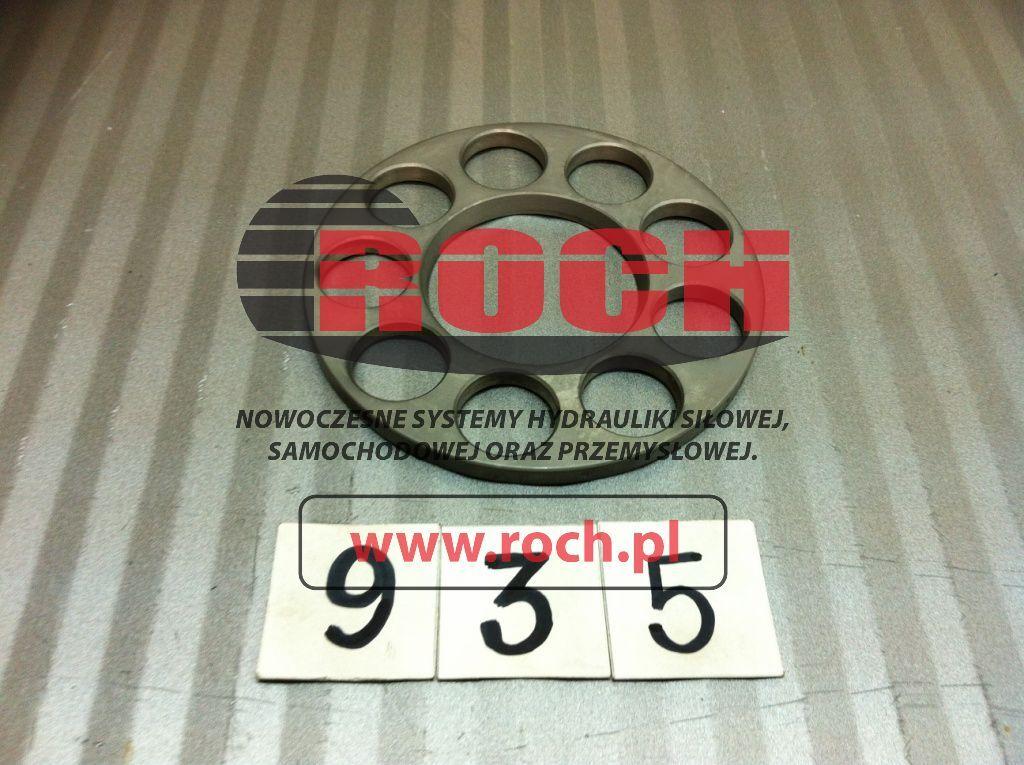 ROCH
NOWOCZESNE SYSTEMY HYDRAULIKI SIŁOWEJ,
SAMOCHODOWEJ ORAZ PRZEMYSŁOWEJ.
www.roch.pl
9 3 5